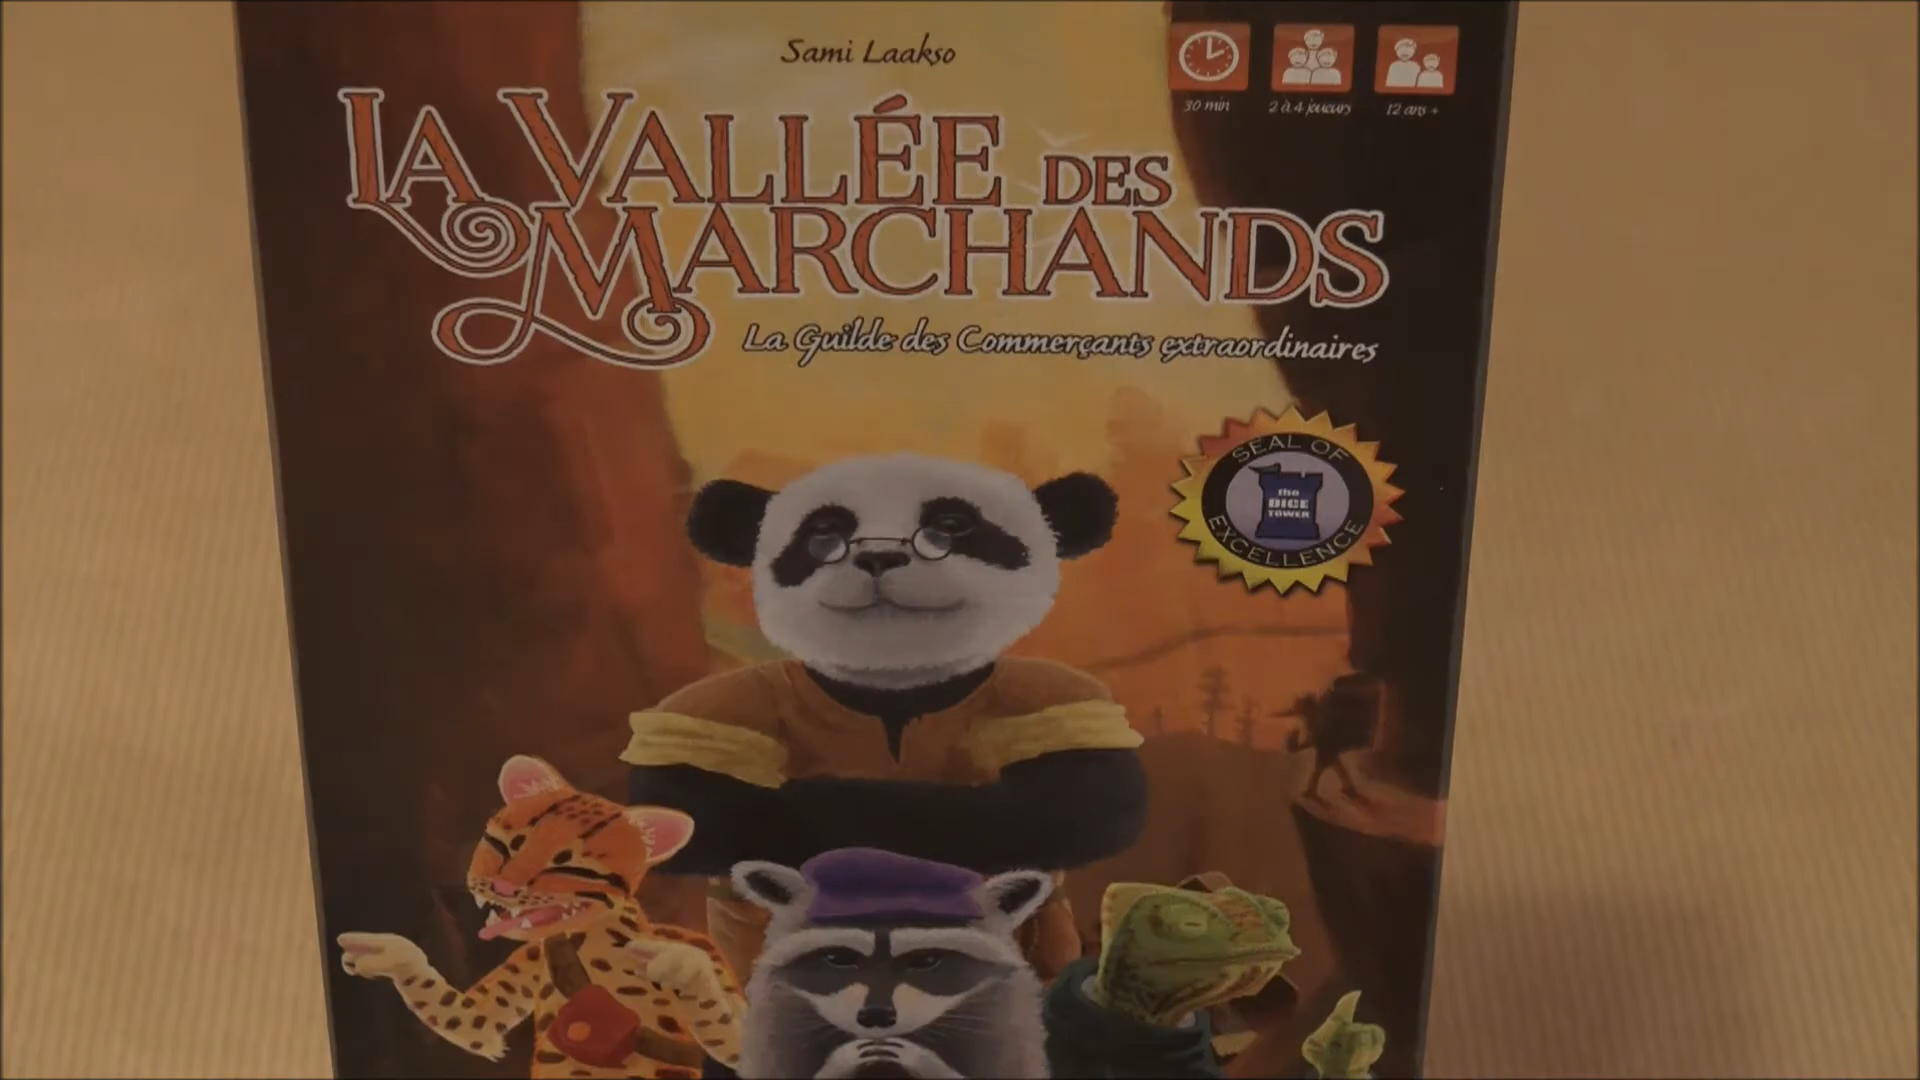 Sami Laakso
30 min
2 à 4 joueurs
12 ans +
LA VALLÉE DES
MARCHANDS
La Guilde des Commerçants extraordinaires
SEAL OF
the
DICE
TOWER
EXCELLENCE